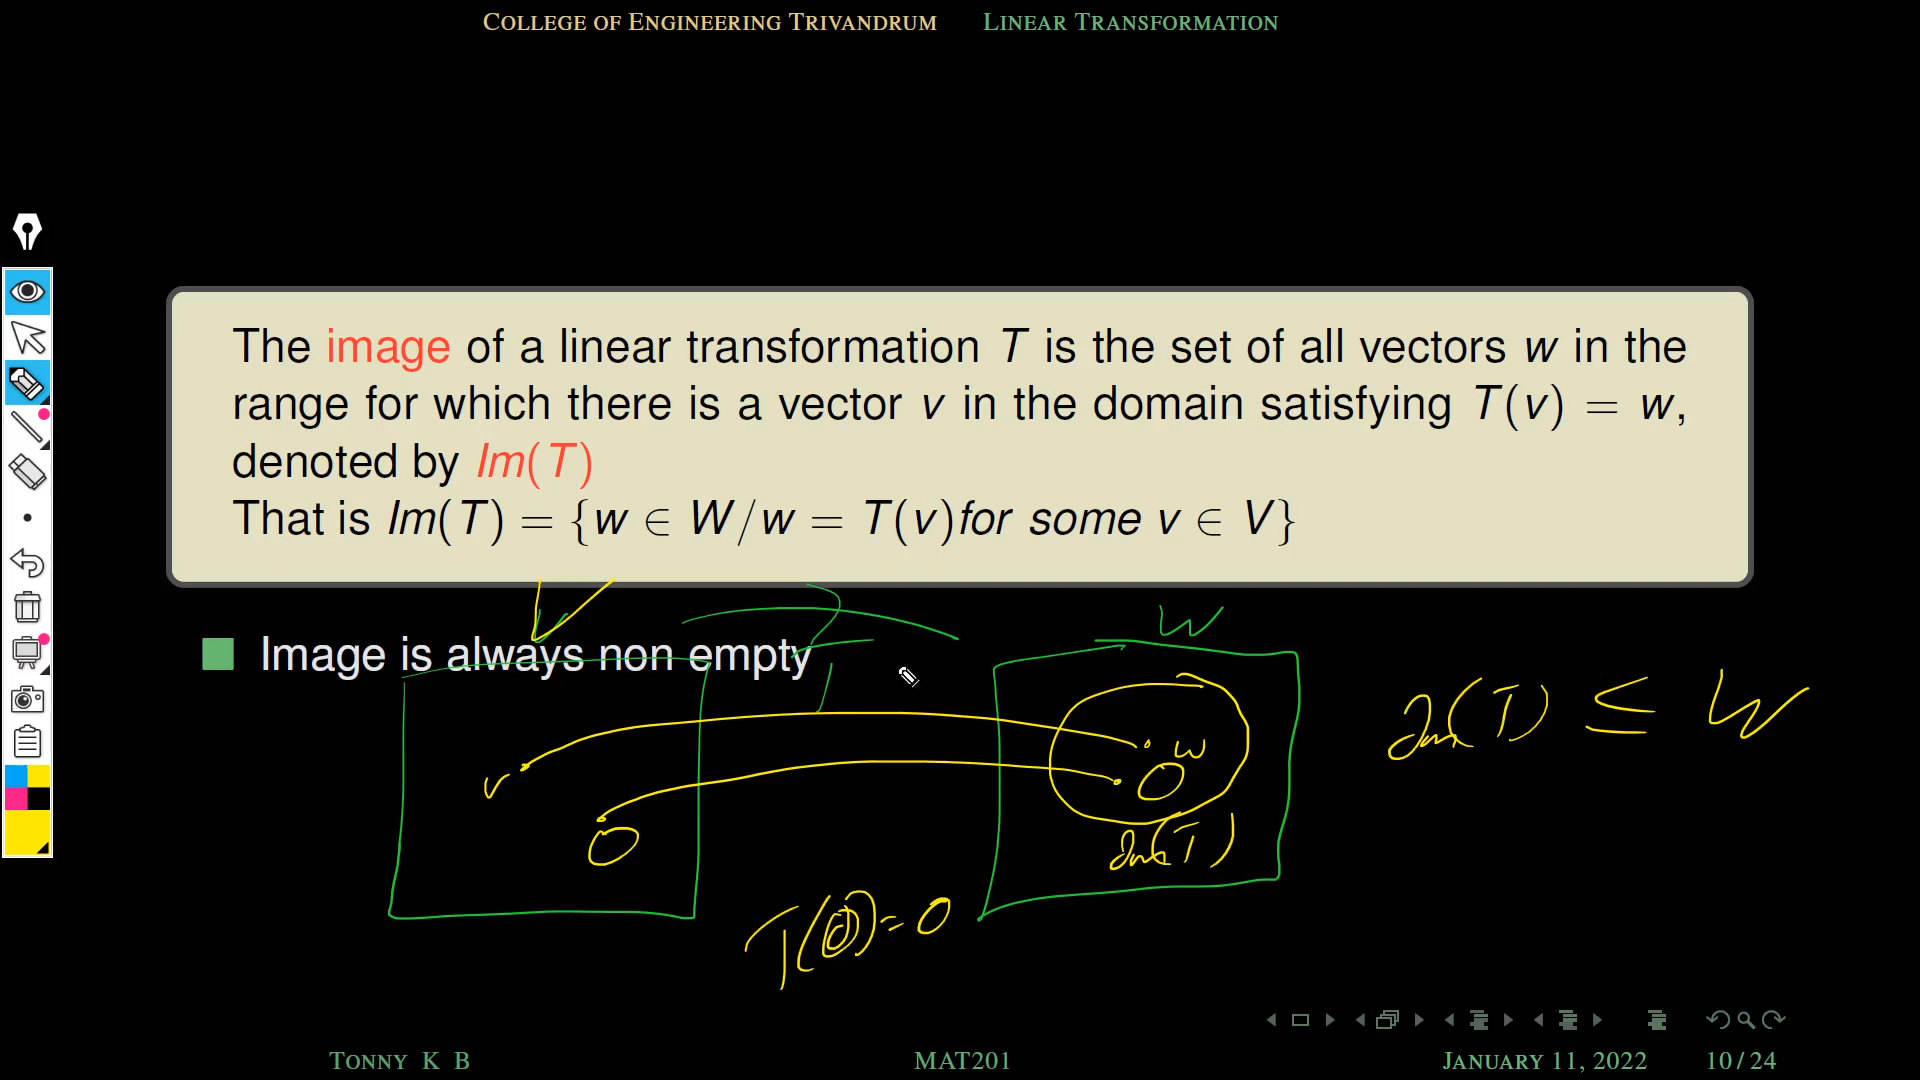 COLLEGE OF ENGINEERING TRIVANDRUM LINEAR TRANSFORMATION
The image of a linear transformation T is the set of all vectors w in the
range for which there is a vector v in the domain satisfying T(v) = w,
denoted by Im(T)
That is Im(T) = {w ∈ W/w = T(v)for some v ∈ V}
V T W
Image is always non empty
Im(T) ≤ W
v w
0 0
Im(T)
T(0)=0
TONNY K B MAT201 JANUARY 11, 2022 10/24